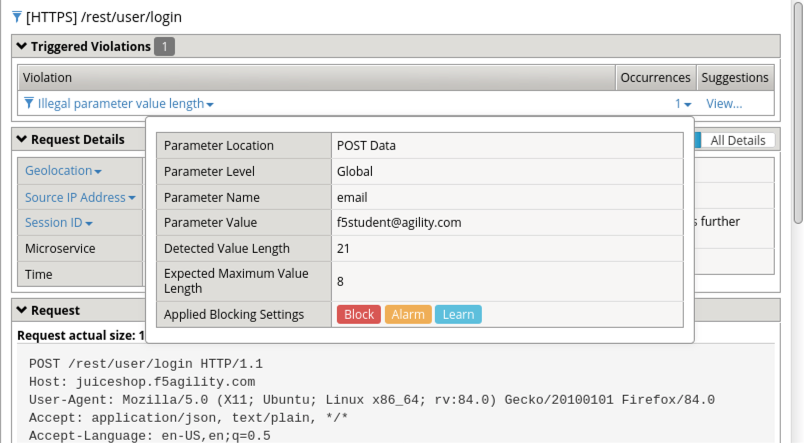 [HTTPS] /rest/user/login
Triggered Violations 1
Violation Occurrences Suggestions
Illegal parameter value length 1 View...
Request Details All Details
Geolocation
Source IP Address
Session ID further
Microservice
Time
Parameter Location POST Data
Parameter Level Global
Parameter Name email
Parameter Value f5student@agility.com
Detected Value Length 21
Expected Maximum Value
Length 8
Applied Blocking Settings Block Alarm Learn
Request
Request actual size: 1
POST /rest/user/login HTTP/1.1
Host: juiceshop.f5agility.com
User-Agent: Mozilla/5.0 (X11; Ubuntu; Linux x86_64; rv:84.0) Gecko/20100101 Firefox/84.0
Accept: application/json, text/plain, */*
Accept-Language: en-US,en;q=0.5